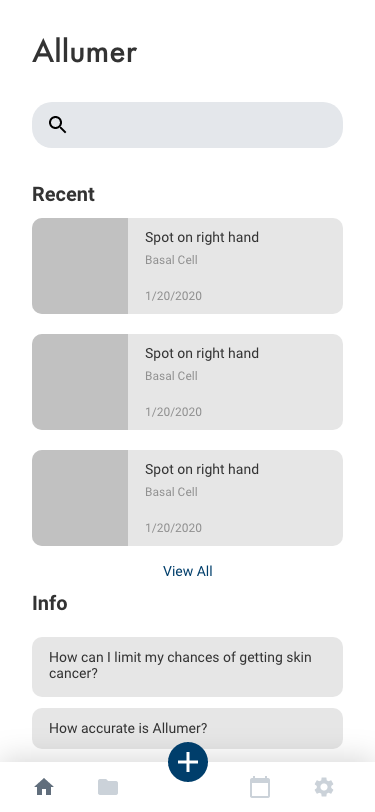 Allumer
Recent
Spot on right hand
Basal Cell
1/20/2020
Spot on right hand
Basal Cell
1/20/2020
Spot on right hand
Basal Cell
1/20/2020
View All
Info
How can I limit my chances of getting skin
cancer?
How accurate is Allumer?